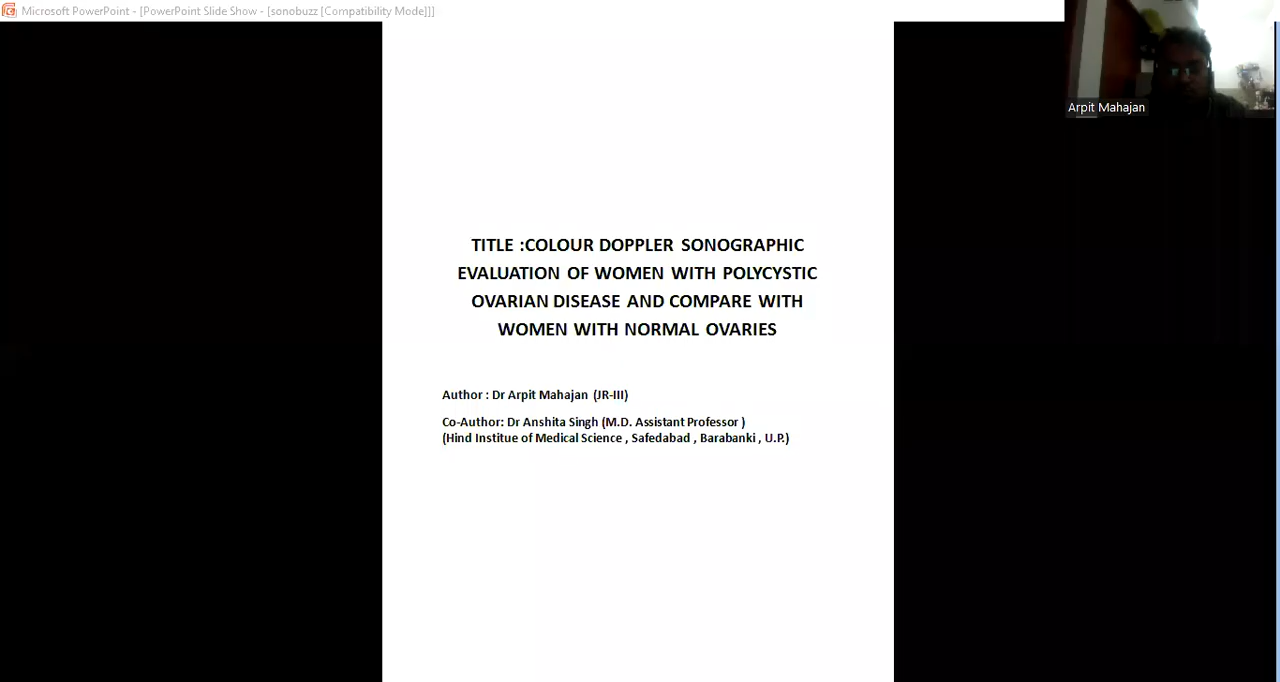 Microsoft PowerPoint - [PowerPoint Slide Show - [sonobuzz [Compatibility Mode]]]
Arpit Mahajan
TITLE :COLOUR DOPPLER SONOGRAPHIC
EVALUATION OF WOMEN WITH POLYCYSTIC
OVARIAN DISEASE AND COMPARE WITH
WOMEN WITH NORMAL OVARIES
Author : Dr Arpit Mahajan (JR-III)
Co-Author: Dr Anshita Singh (M.D. Assistant Professor )
(Hind Institue of Medical Science , Safedabad , Barabanki , U.P.)